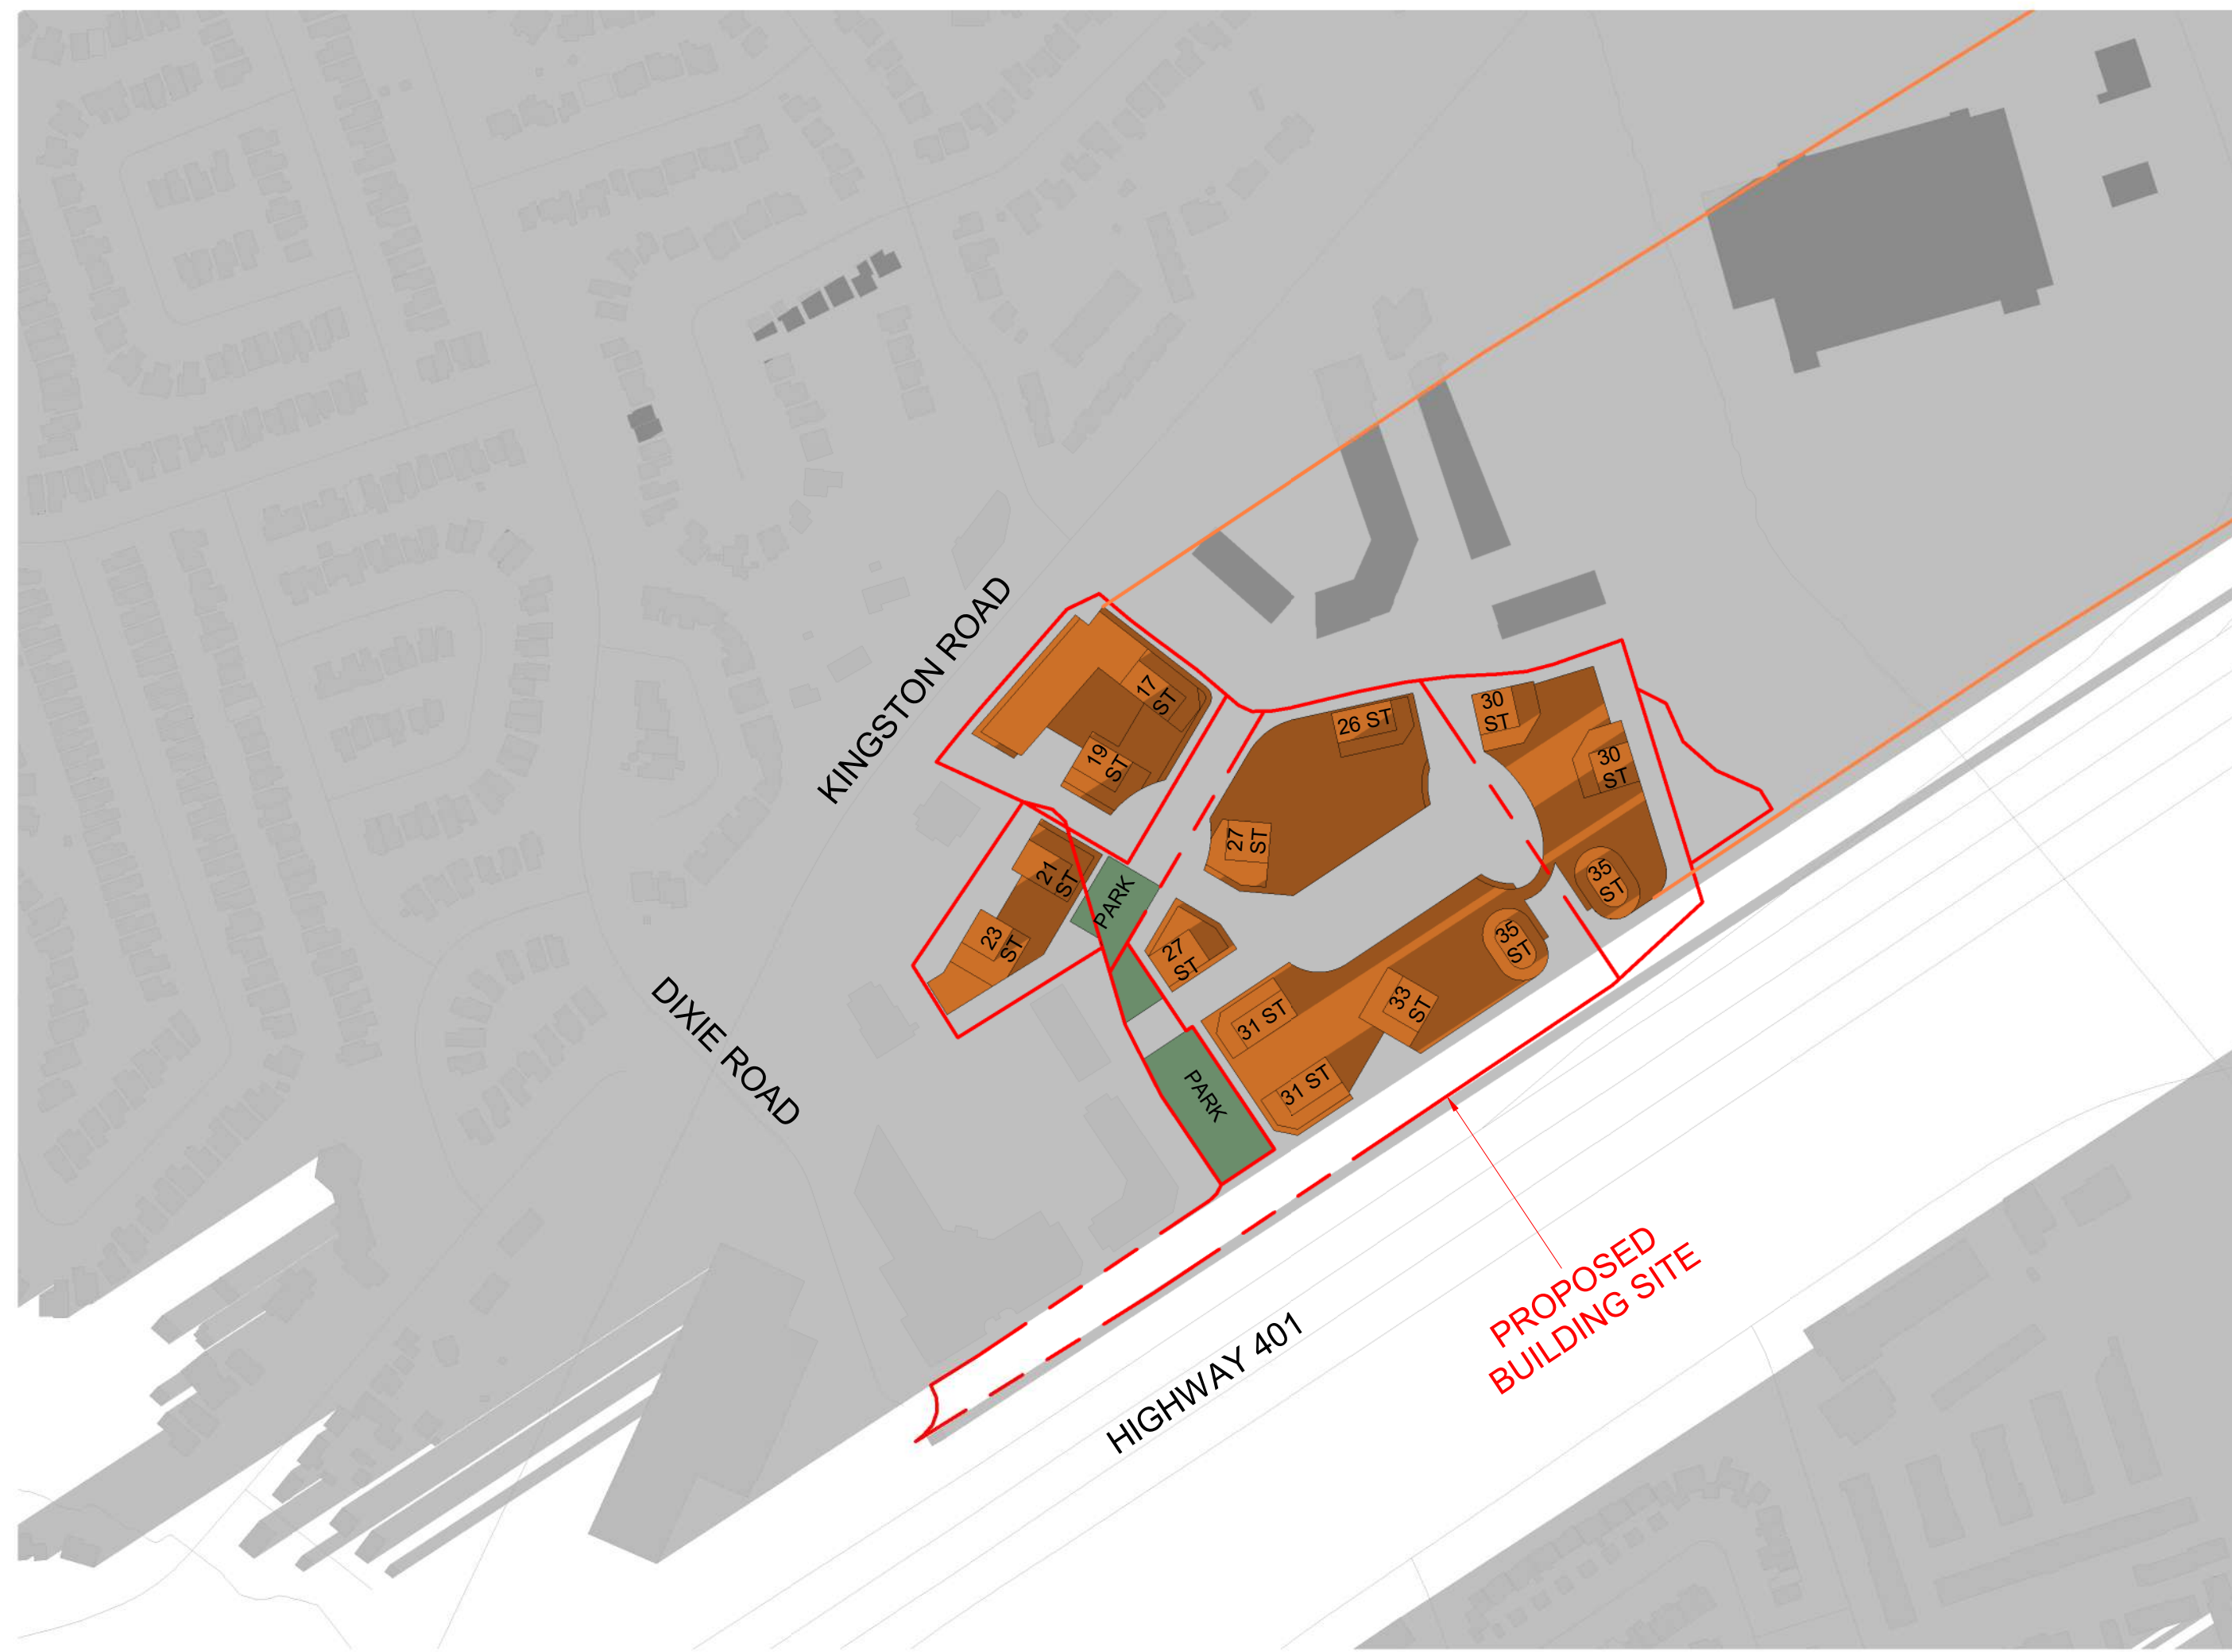 KINGSTON ROAD
17
ST
19
ST
26 ST
30
ST
30
ST
27
ST
21
ST
35
ST
PARK
23
ST
27
ST
35
ST
31 ST
33
ST
31 ST
PARK
DIXIE ROAD
HIGHWAY 401
PROPOSED
BUILDING SITE